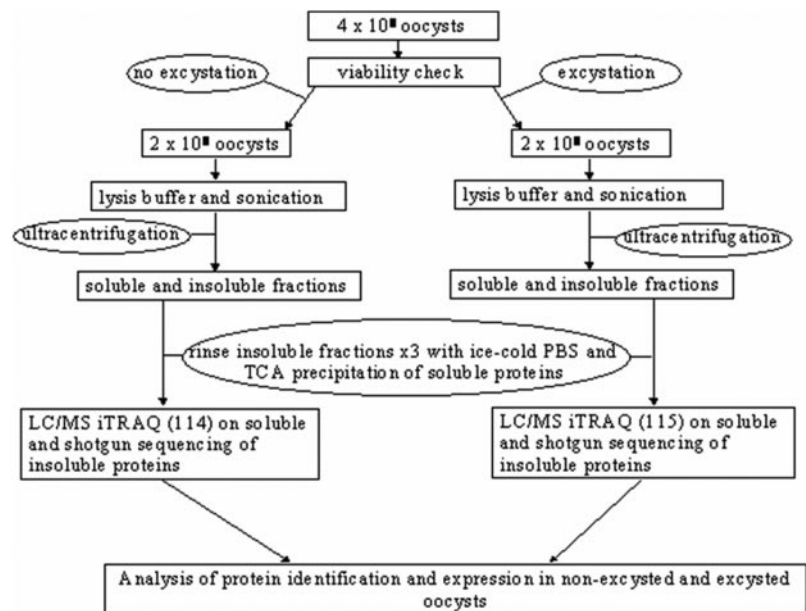 4 x 10 oocysts
no excystation
viability check
excystation
2 x 10 oocysts
2 x 10 oocysts
lysis buffer and sonication
lysis buffer and sonication
ultracentrifugation
ultracentrifugation
soluble and insoluble fractions
soluble and insoluble fractions
rinse insoluble fractions x3 with ice-cold PBS and
TCA precipitation of soluble proteins
LC/MS iTRAQ (114) on soluble
and shotgun sequencing of
insoluble proteins
LC/MS iTRAQ (115) on soluble
and shotgun sequencing of
insoluble proteins
Analysis of protein identification and expression in non-excysted and excysted
oocysts